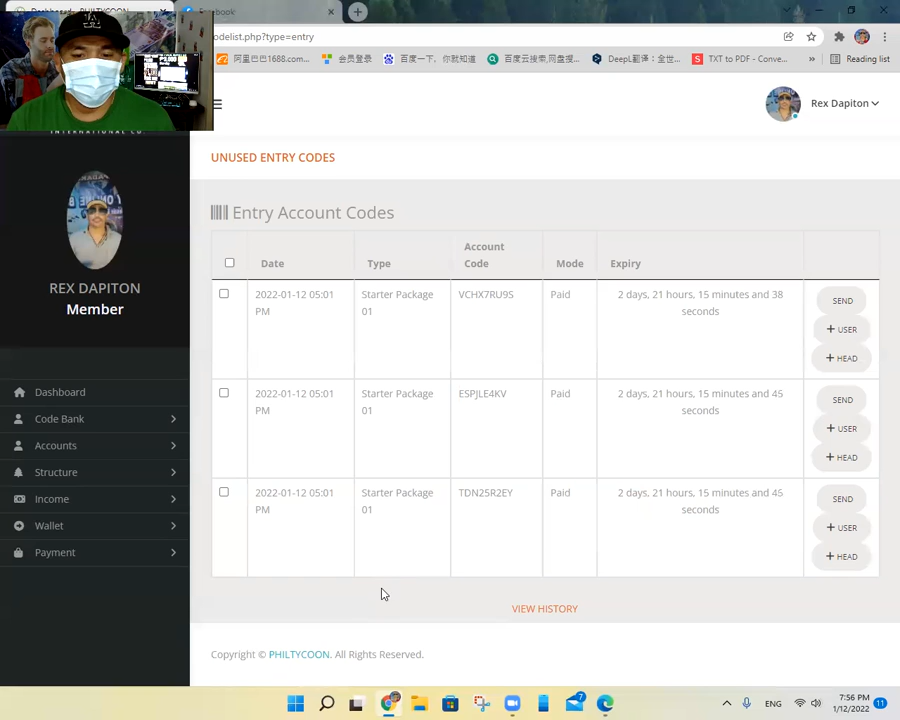 Dashboard - PHILTYCOON
Facebook
odelist.php?type=entry
阿里巴巴1688.com...
会员登录
百度一下，你就知道
百度云搜索,网盘搜...
DeepL翻译：全世...
TXT to PDF - Conve...
»
Reading list
INTERNATIONAL CO.
Rex Dapiton
UNUSED ENTRY CODES
REX DAPITON
Member
Dashboard
Code Bank
Accounts
Structure
Income
Wallet
Payment
Entry Account Codes
Date Type Account Code Mode Expiry
2022-01-12 05:01 PM Starter Package 01 VCHX7RU9S Paid 2 days, 21 hours, 15 minutes and 38 seconds
SEND
+ USER
+ HEAD
2022-01-12 05:01 PM Starter Package 01 ESPJLE4KV Paid 2 days, 21 hours, 15 minutes and 45 seconds
SEND
+ USER
+ HEAD
2022-01-12 05:01 PM Starter Package 01 TDN25R2EY Paid 2 days, 21 hours, 15 minutes and 45 seconds
SEND
+ USER
+ HEAD
VIEW HISTORY
Copyright © PHILTYCOON. All Rights Reserved.
7
ENG
7:56 PM
1/12/2022
11